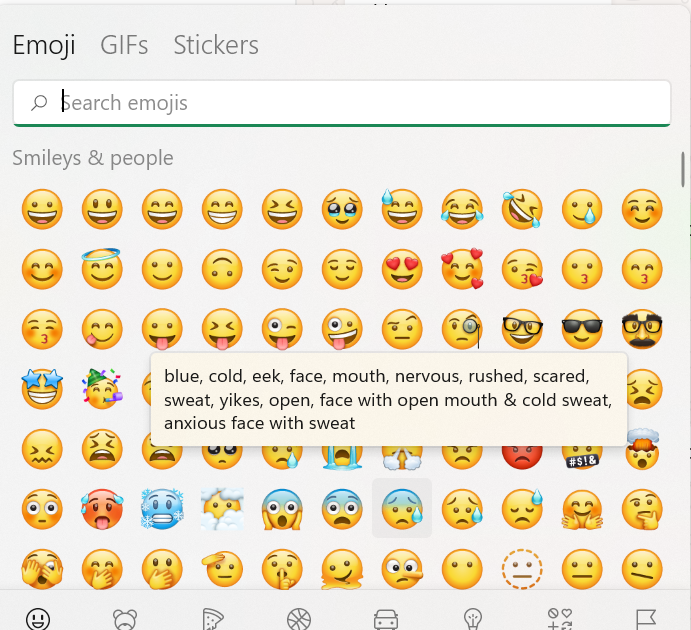 Emoji GIFs Stickers
Search emojis
Smileys & people
blue, cold, eek, face, mouth, nervous, rushed, scared,
sweat, yikes, open, face with open mouth & cold sweat,
anxious face with sweat
#$!&